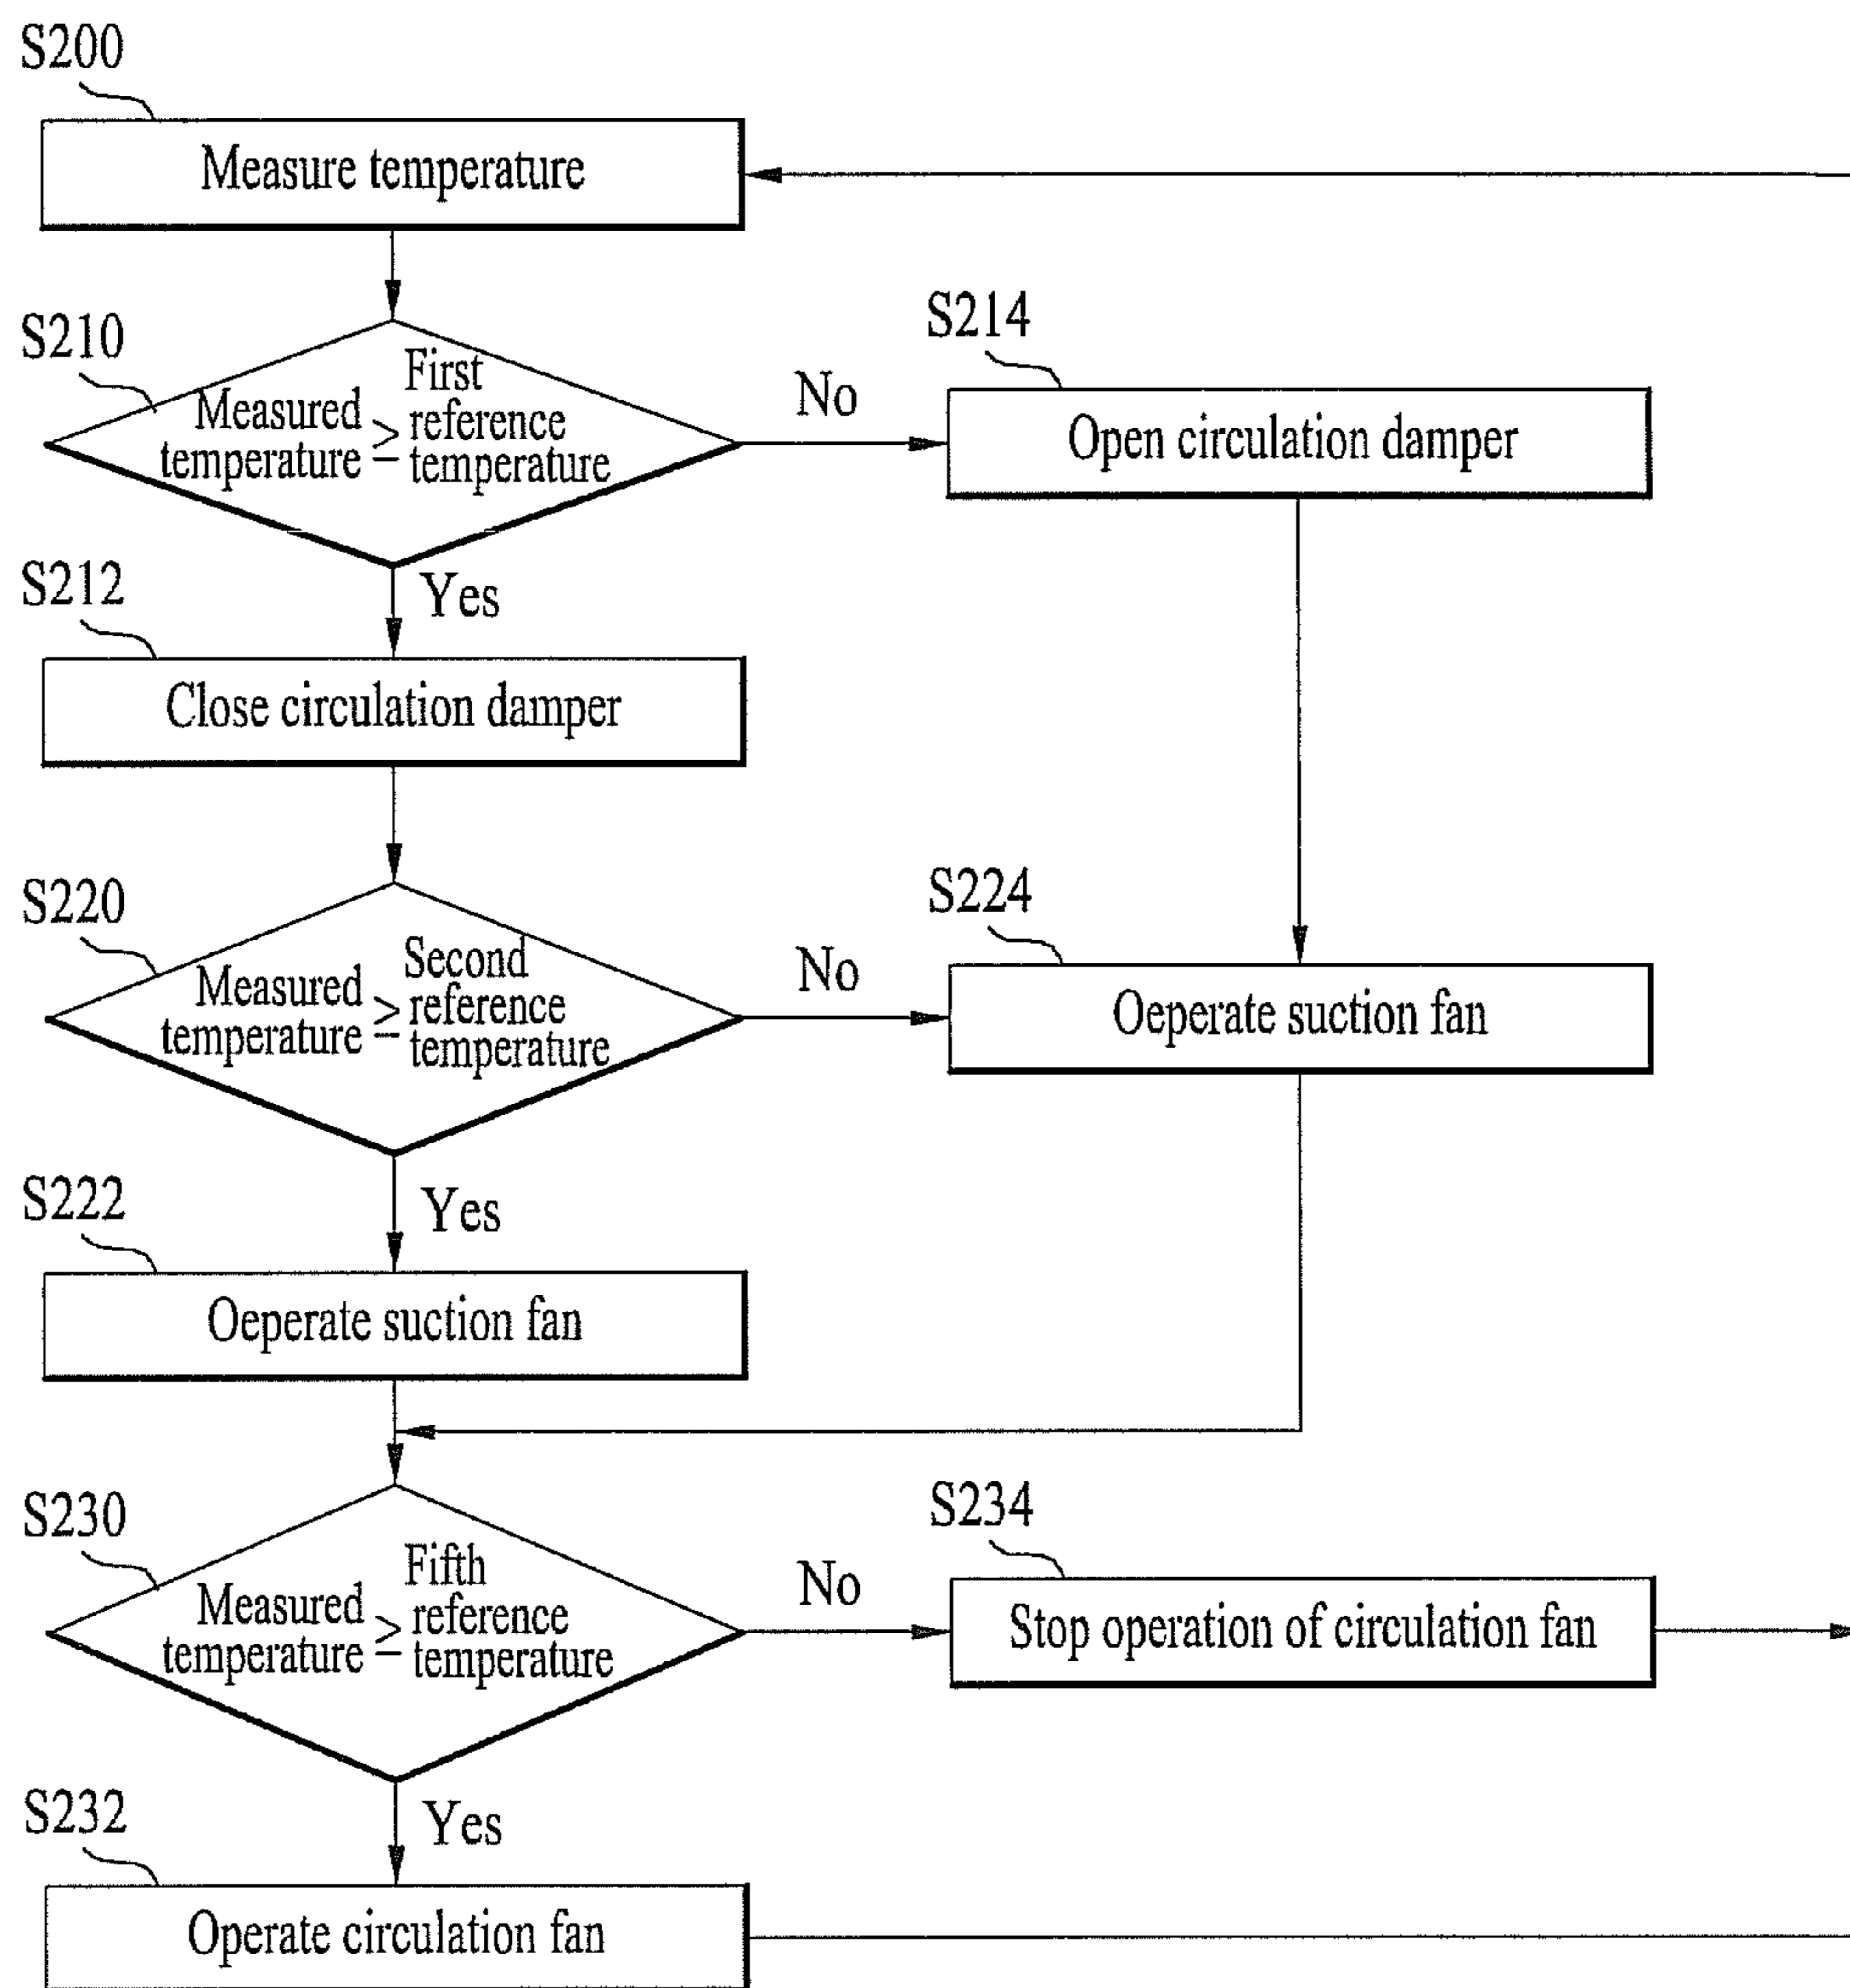 S200
Measure temperature
S210
Measured
temperature
≥
First
reference
temperature
No
S214
Open circulation damper
Yes
S212
Close circulation damper
S220
Measured
temperature
≥
Second
reference
temperature
No
S224
Oeperate suction fan
Yes
S222
Oeperate suction fan
S230
Measured
temperature
≥
Fifth
reference
temperature
No
S234
Stop operation of circulation fan
Yes
S232
Operate circulation fan